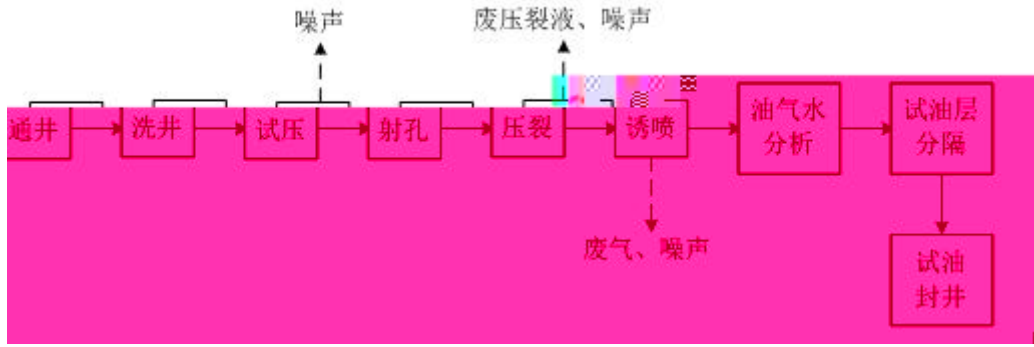 噪声
废压裂液、噪声
通井
洗井
试压
射孔
压裂
诱喷
油气水
分析
试油层
分隔
废气、噪声
试油
封井